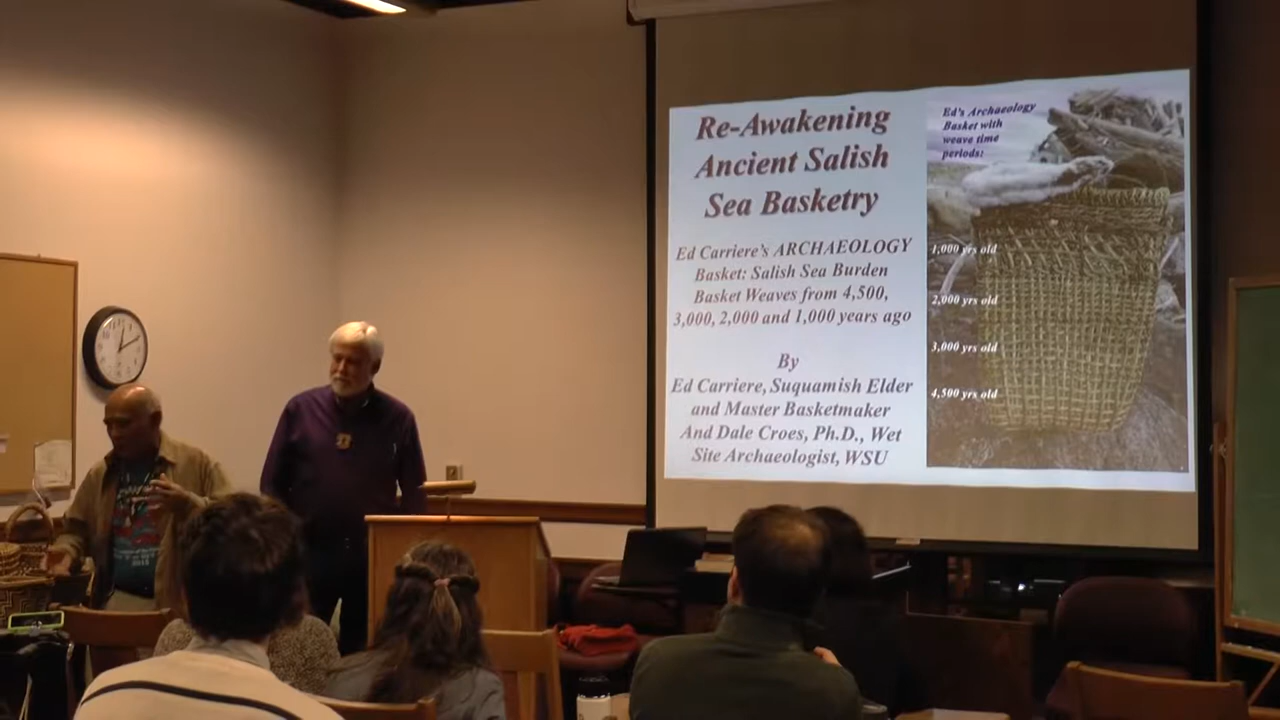 Re-Awakening
Ancient Salish
Sea Basketry
Ed Carriere's ARCHAEOLOGY
Basket: Salish Sea Burden
Basket Weaves from 4,500,
3,000, 2,000 and 1,000 years ago
By
Ed Carriere, Suquamish Elder
and Master Basketmaker
And Dale Croes, Ph.D., Wet
Site Archaeologist, WSU
Ed's Archaeology
Basket with
weave time
periods:
1,000 yrs old
2,000 yrs old
3,000 yrs old
4,500 yrs old